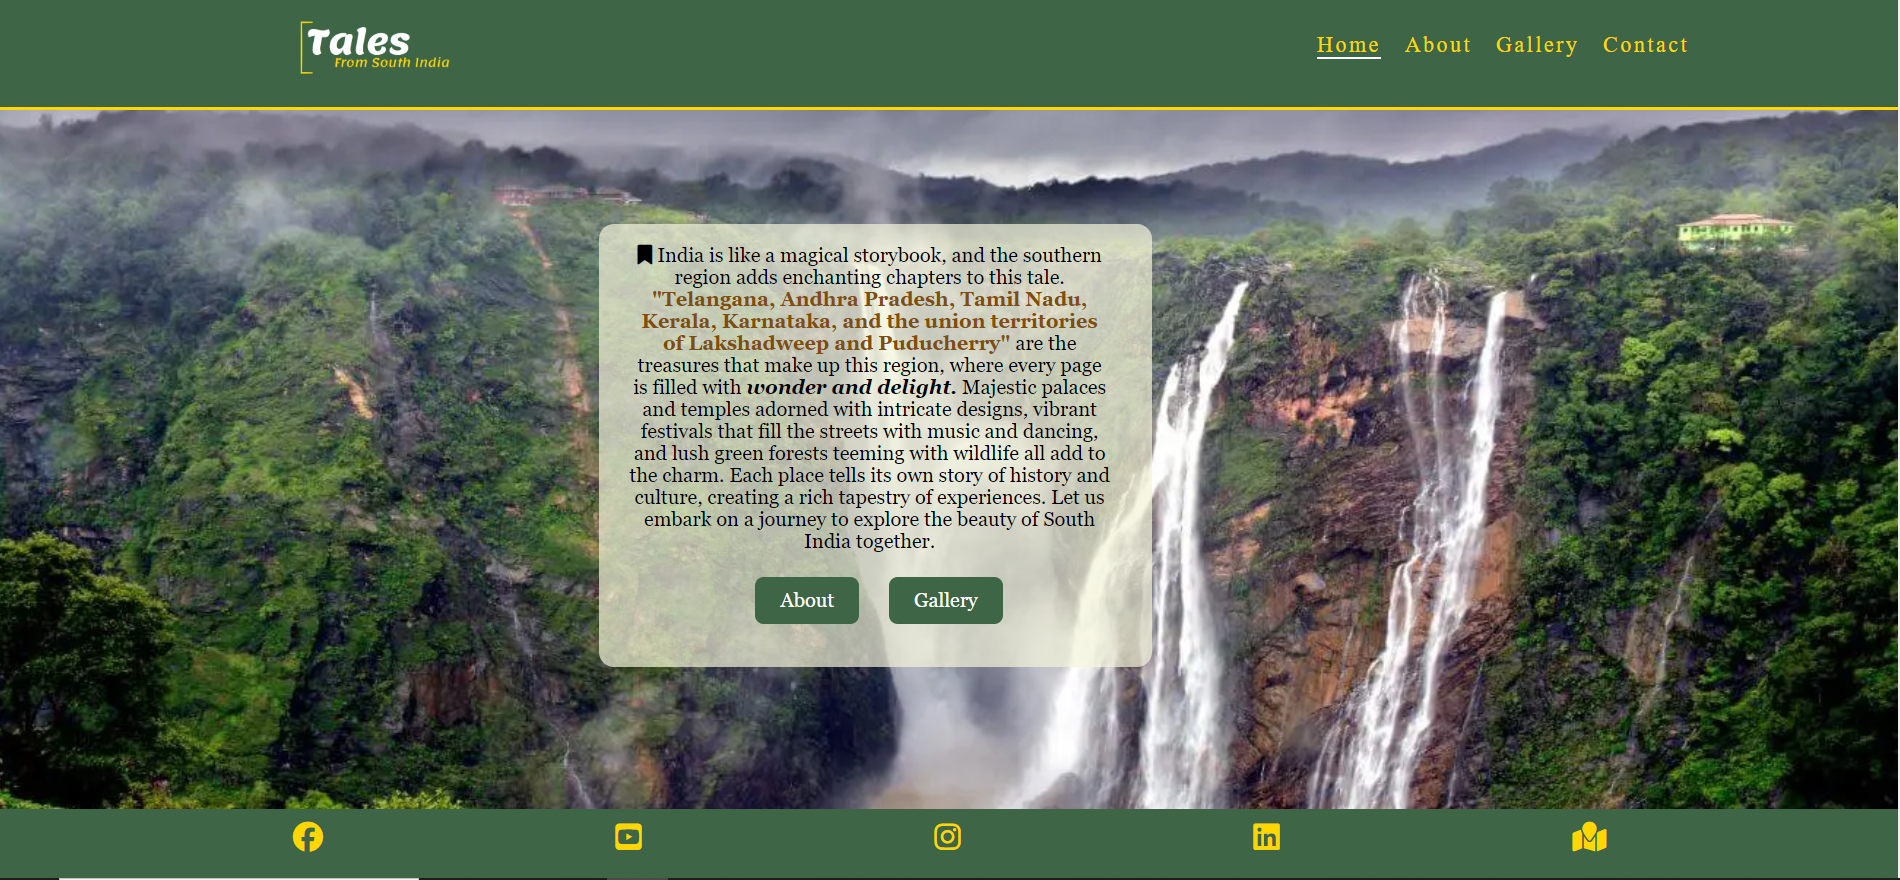 Tales
From South India
Home About Gallery Contact
India is like a magical storybook, and the southern
region adds enchanting chapters to this tale.
"Telangana, Andhra Pradesh, Tamil Nadu,
Kerala, Karnataka, and the union territories
of Lakshadweep and Puducherry" are the
treasures that make up this region, where every page
is filled with wonder and delight. Majestic palaces
and temples adorned with intricate designs, vibrant
festivals that fill the streets with music and dancing,
and lush green forests teeming with wildlife all add to
the charm. Each place tells its own story of history and
culture, creating a rich tapestry of experiences. Let us
embark on a journey to explore the beauty of South
India together.
About Gallery